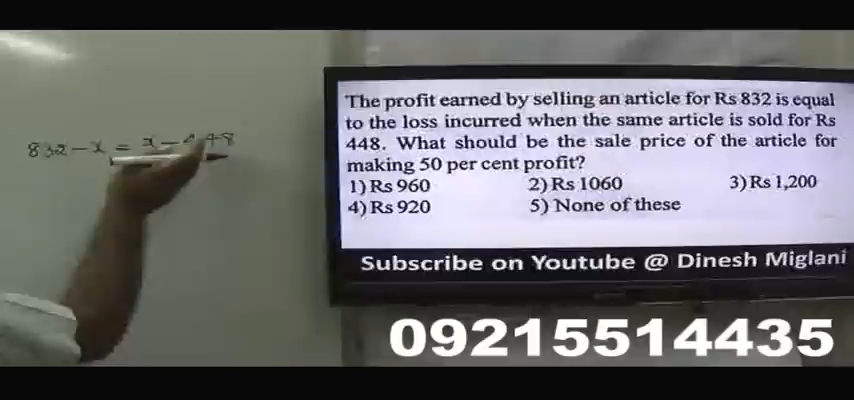 832 - x = x - 448
The profit earned by selling an article for Rs 832 is equal
to the loss incurred when the same article is sold for Rs
448. What should be the sale price of the article for
making 50 per cent profit?
1) Rs 960 2) Rs 1060 3) Rs 1,200
4) Rs 920 5) None of these
Subscribe on Youtube @ Dinesh Miglani
09215514435